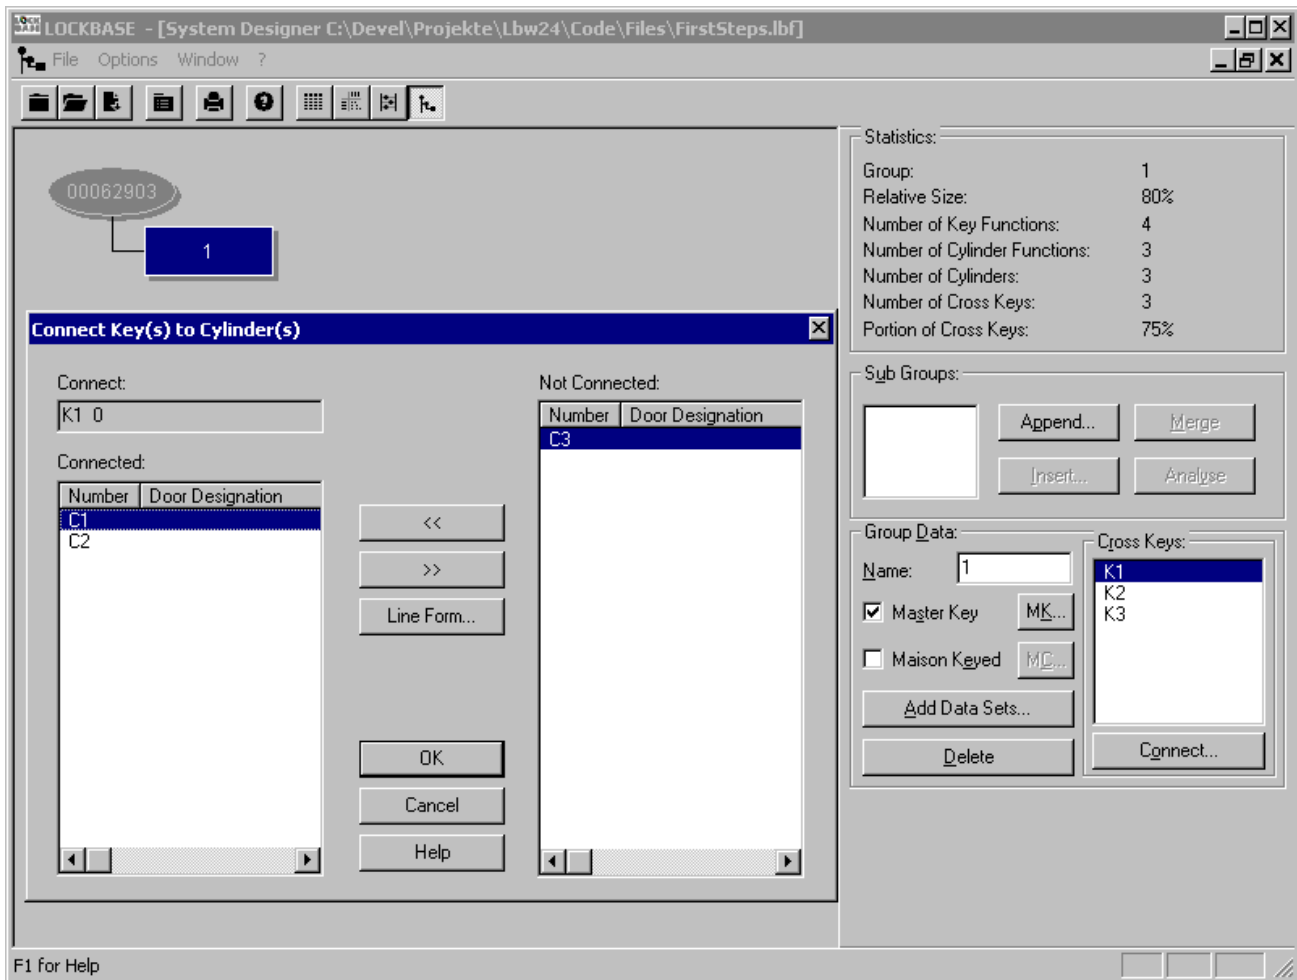 LOCKBASE - [System Designer C:\Devel\Projekte\Lbw24\Code\Files\FirstSteps.lbf]
File Options Window ?
00062903
1
Connect Key(s) to Cylinder(s)
Connect:
K1 0
Connected:
Number Door Designation
C1
C2
<<
>>
Line Form...
OK
Cancel
Help
Not Connected:
Number Door Designation
C3
Statistics:
Group: 1
Relative Size: 80%
Number of Key Functions: 4
Number of Cylinder Functions: 3
Number of Cylinders: 3
Number of Cross Keys: 3
Portion of Cross Keys: 75%
Sub Groups:
Append... Merge
Insert... Analyse
Group Data:
Name: 1
Master Key MK...
Maison Keyed MC...
Add Data Sets...
Delete
Cross Keys:
K1
K2
K3
Connect...
F1 for Help